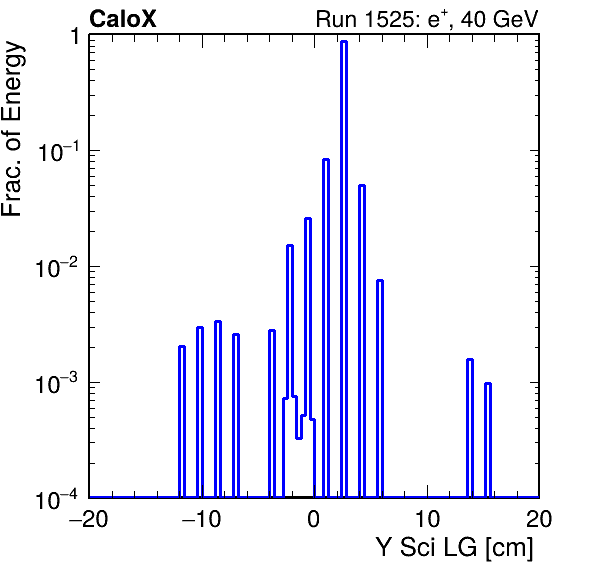 CaloX Run 1525: e⁺, 40 GeV
Frac. of Energy
1
10⁻¹
10⁻²
10⁻³
10⁻⁴
−20 −10 0 10 20
Y Sci LG [cm]